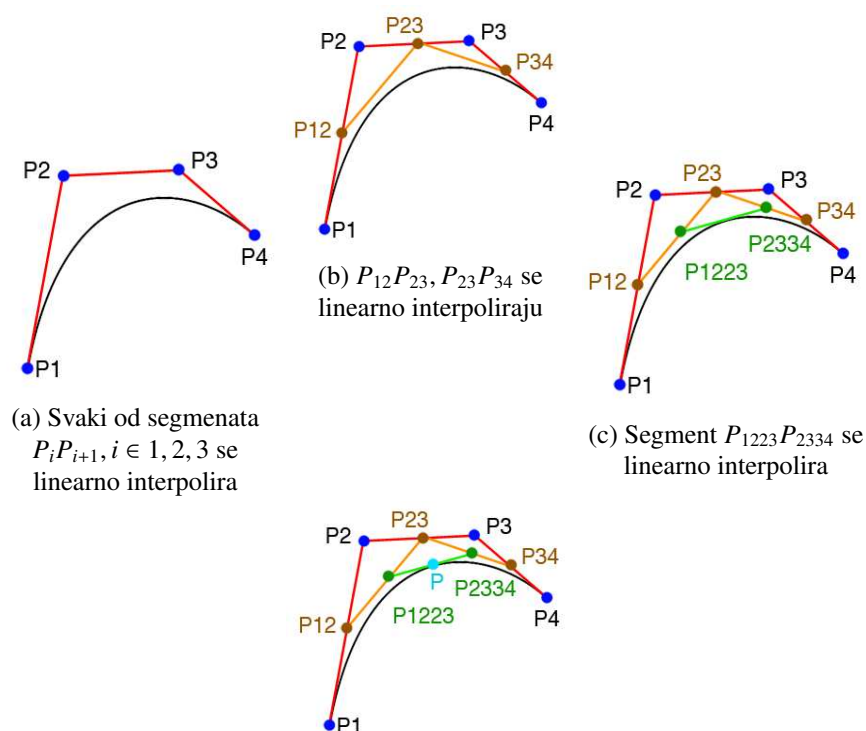 P2
P3
P1
P4
(a) Svaki od segmenata
$P_iP_{i+1}, i \in 1, 2, 3$ se
linearno interpolira
P23
P2
P3
P34
P12
P4
P1
(b) $P_{12}P_{23}, P_{23}P_{34}$ se
linearno interpoliraju
P23
P2
P3
P34
P2334
P1223
P12
P4
P1
(c) Segment $P_{1223}P_{2334}$ se
linearno interpolira
P23
P2
P3
P34
P
P2334
P1223
P12
P4
P1